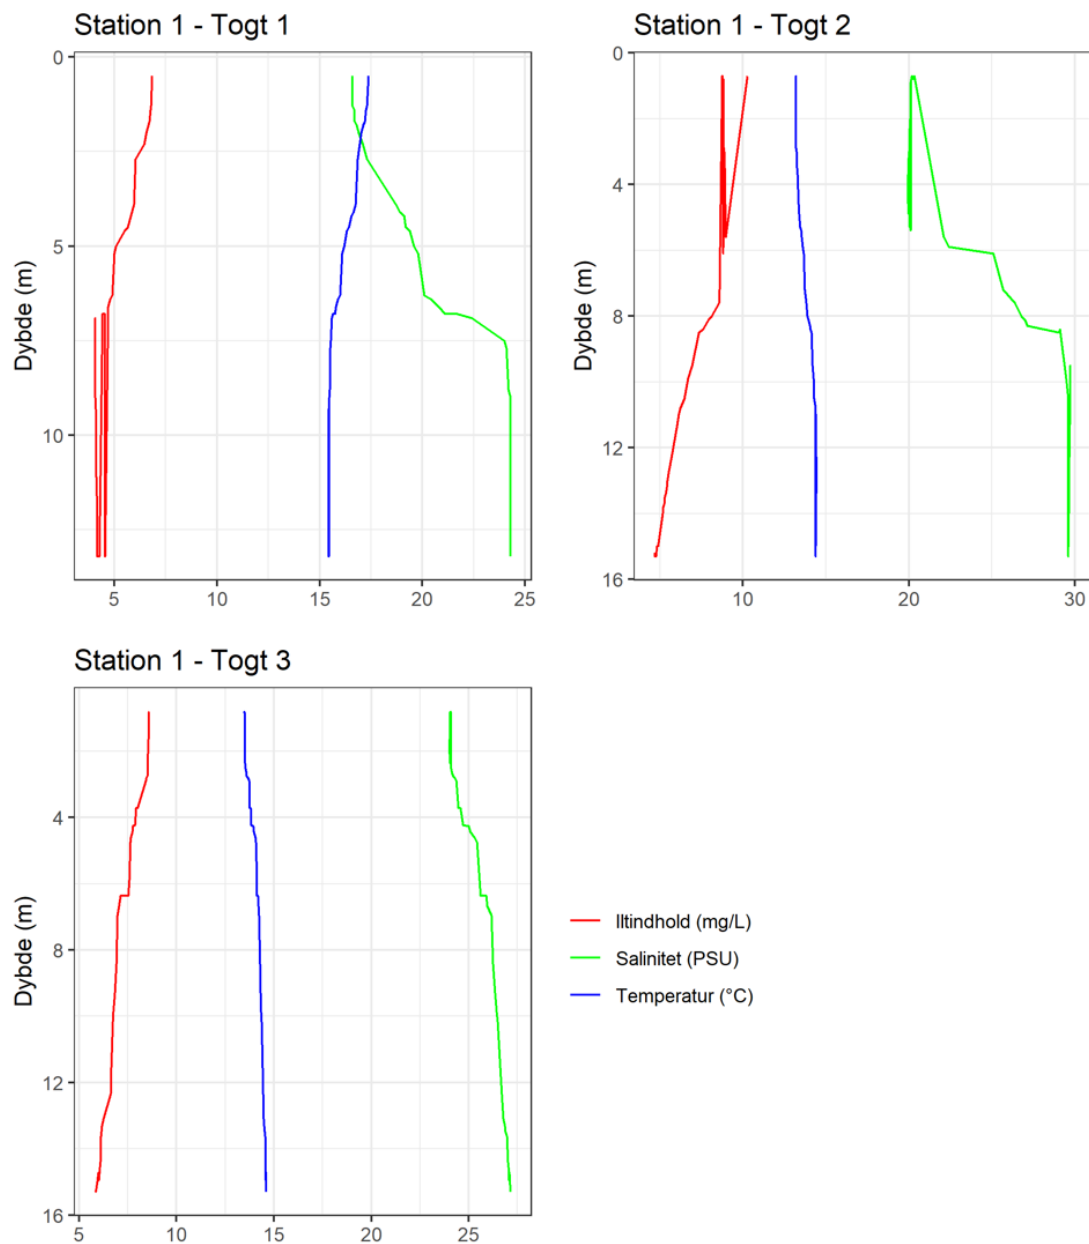 Station 1 - Togt 1
0
5
10
Dybde (m)
5
10
15
20
25
Station 1 - Togt 2
0
4
8
12
16
Dybde (m)
10
20
30
Station 1 - Togt 3
4
8
12
16
Dybde (m)
5
10
15
20
25
Iltindhold (mg/L)
Salinitet (PSU)
Temperatur (°C)